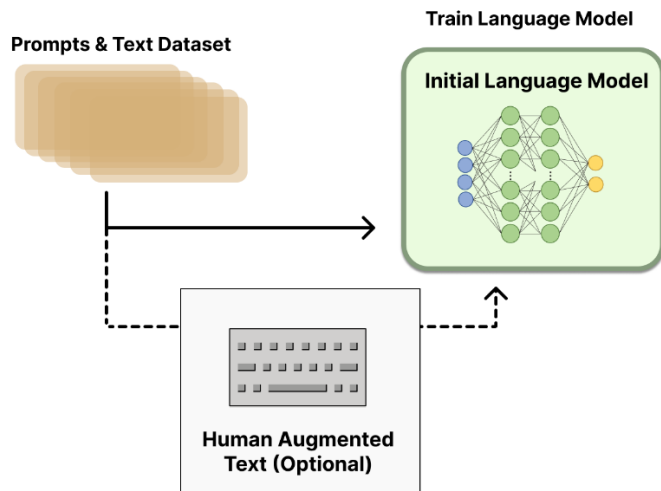 Train Language Model
Prompts & Text Dataset
Initial Language Model
Human Augmented
Text (Optional)